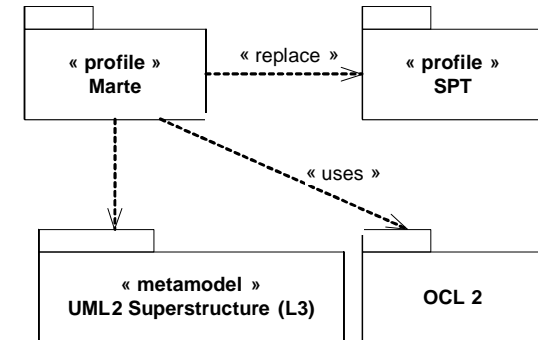 « profile »
Marte
« replace »
« profile »
SPT
« uses »
« metamodel »
UML2 Superstructure (L3)
OCL 2